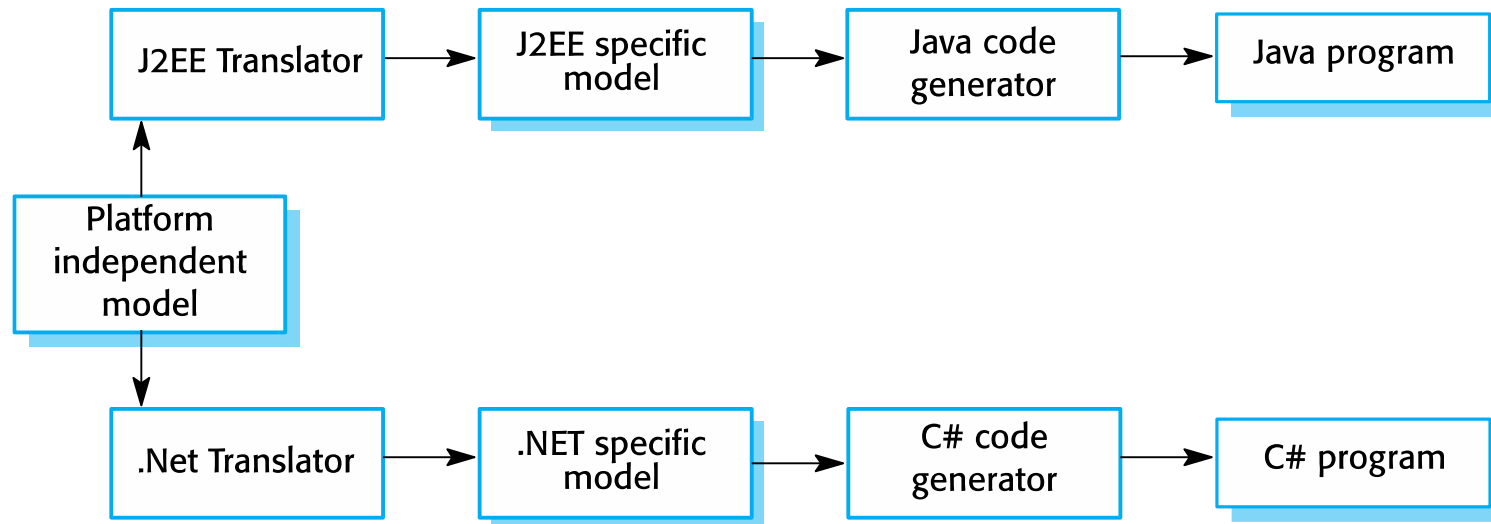 J2EE Translator
J2EE specific
model
Java code
generator
Java program
Platform
independent
model
.Net Translator
.NET specific
model
C# code
generator
C# program